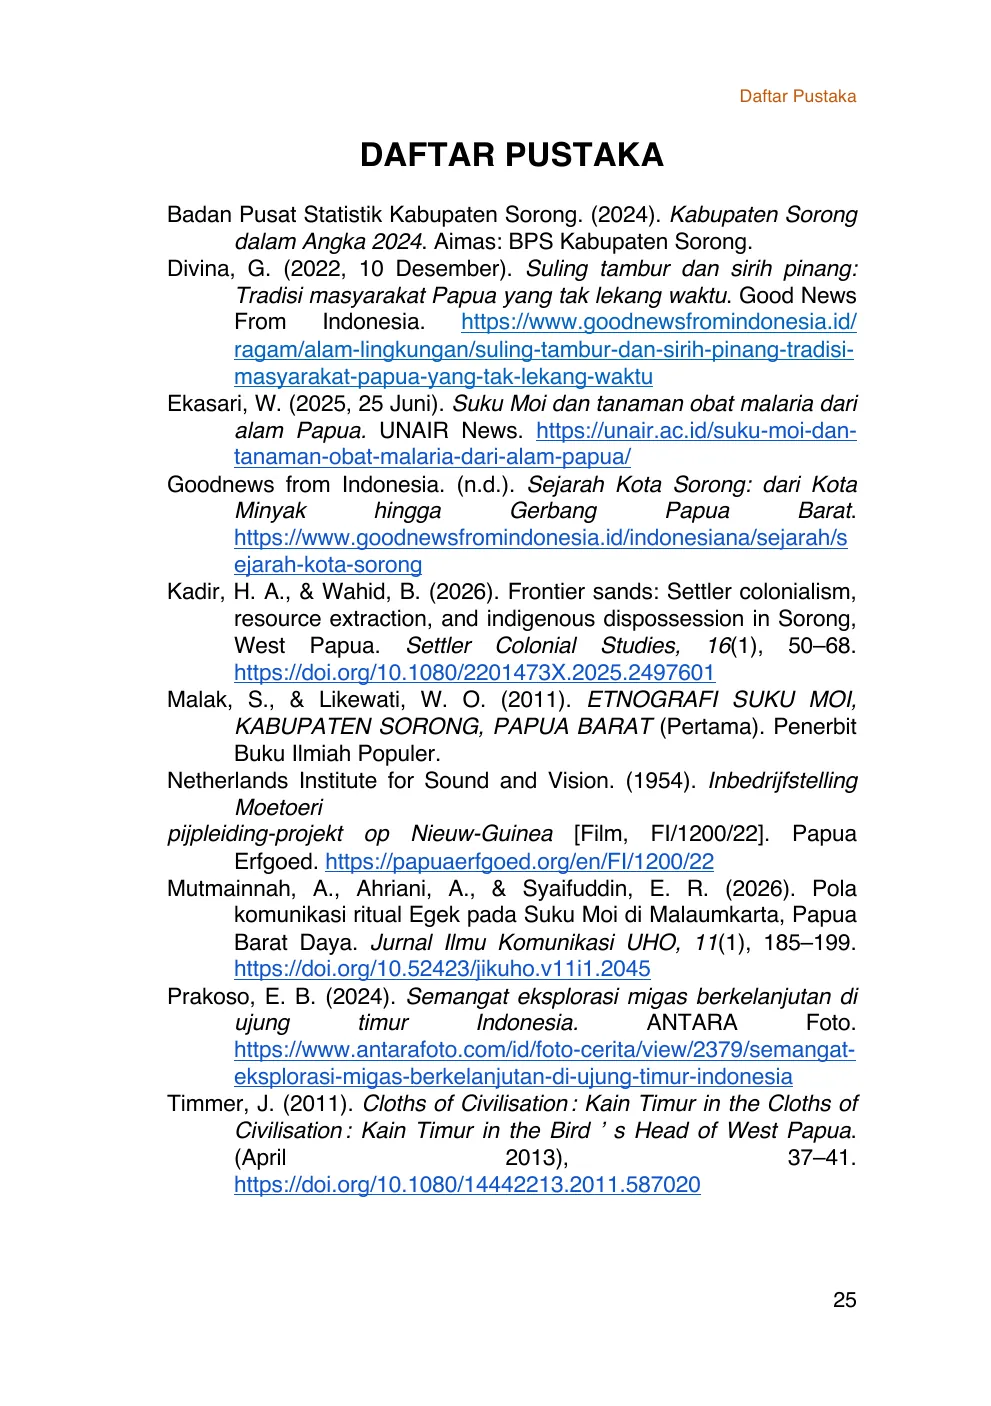 Daftar Pustaka
DAFTAR PUSTAKA
Badan Pusat Statistik Kabupaten Sorong. (2024). Kabupaten Sorong
dalam Angka 2024. Aimas: BPS Kabupaten Sorong.
Divina, G. (2022, 10 Desember). Suling tambur dan sirih pinang:
Tradisi masyarakat Papua yang tak lekang waktu. Good News
From Indonesia. https://www.goodnewsfromindonesia.id/
ragam/alam-lingkungan/suling-tambur-dan-sirih-pinang-tradisi-
masyarakat-papua-yang-tak-lekang-waktu
Ekasari, W. (2025, 25 Juni). Suku Moi dan tanaman obat malaria dari
alam Papua. UNAIR News. https://unair.ac.id/suku-moi-dan-
tanaman-obat-malaria-dari-alam-papua/
Goodnews from Indonesia. (n.d.). Sejarah Kota Sorong: dari Kota
Minyak hingga Gerbang Papua Barat.
https://www.goodnewsfromindonesia.id/indonesiana/sejarah/s
ejarah-kota-sorong
Kadir, H. A., & Wahid, B. (2026). Frontier sands: Settler colonialism,
resource extraction, and indigenous dispossession in Sorong,
West Papua. Settler Colonial Studies, 16(1), 50–68.
https://doi.org/10.1080/2201473X.2025.2497601
Malak, S., & Likewati, W. O. (2011). ETNOGRAFI SUKU MOI,
KABUPATEN SORONG, PAPUA BARAT (Pertama). Penerbit
Buku Ilmiah Populer.
Netherlands Institute for Sound and Vision. (1954). Inbedrijfstelling
Moetoeri
pijpleiding-projekt op Nieuw-Guinea [Film, FI/1200/22]. Papua
Erfgoed. https://papuaerfgoed.org/en/FI/1200/22
Mutmainnah, A., Ahriani, A., & Syaifuddin, E. R. (2026). Pola
komunikasi ritual Egek pada Suku Moi di Malaumkarta, Papua
Barat Daya. Jurnal Ilmu Komunikasi UHO, 11(1), 185–199.
https://doi.org/10.52423/jikuho.v11i1.2045
Prakoso, E. B. (2024). Semangat eksplorasi migas berkelanjutan di
ujung timur Indonesia. ANTARA Foto.
https://www.antarafoto.com/id/foto-cerita/view/2379/semangat-
eksplorasi-migas-berkelanjutan-di-ujung-timur-indonesia
Timmer, J. (2011). Cloths of Civilisation : Kain Timur in the Cloths of
Civilisation : Kain Timur in the Bird ’ s Head of West Papua.
(April 2013), 37–41.
https://doi.org/10.1080/14442213.2011.587020
25